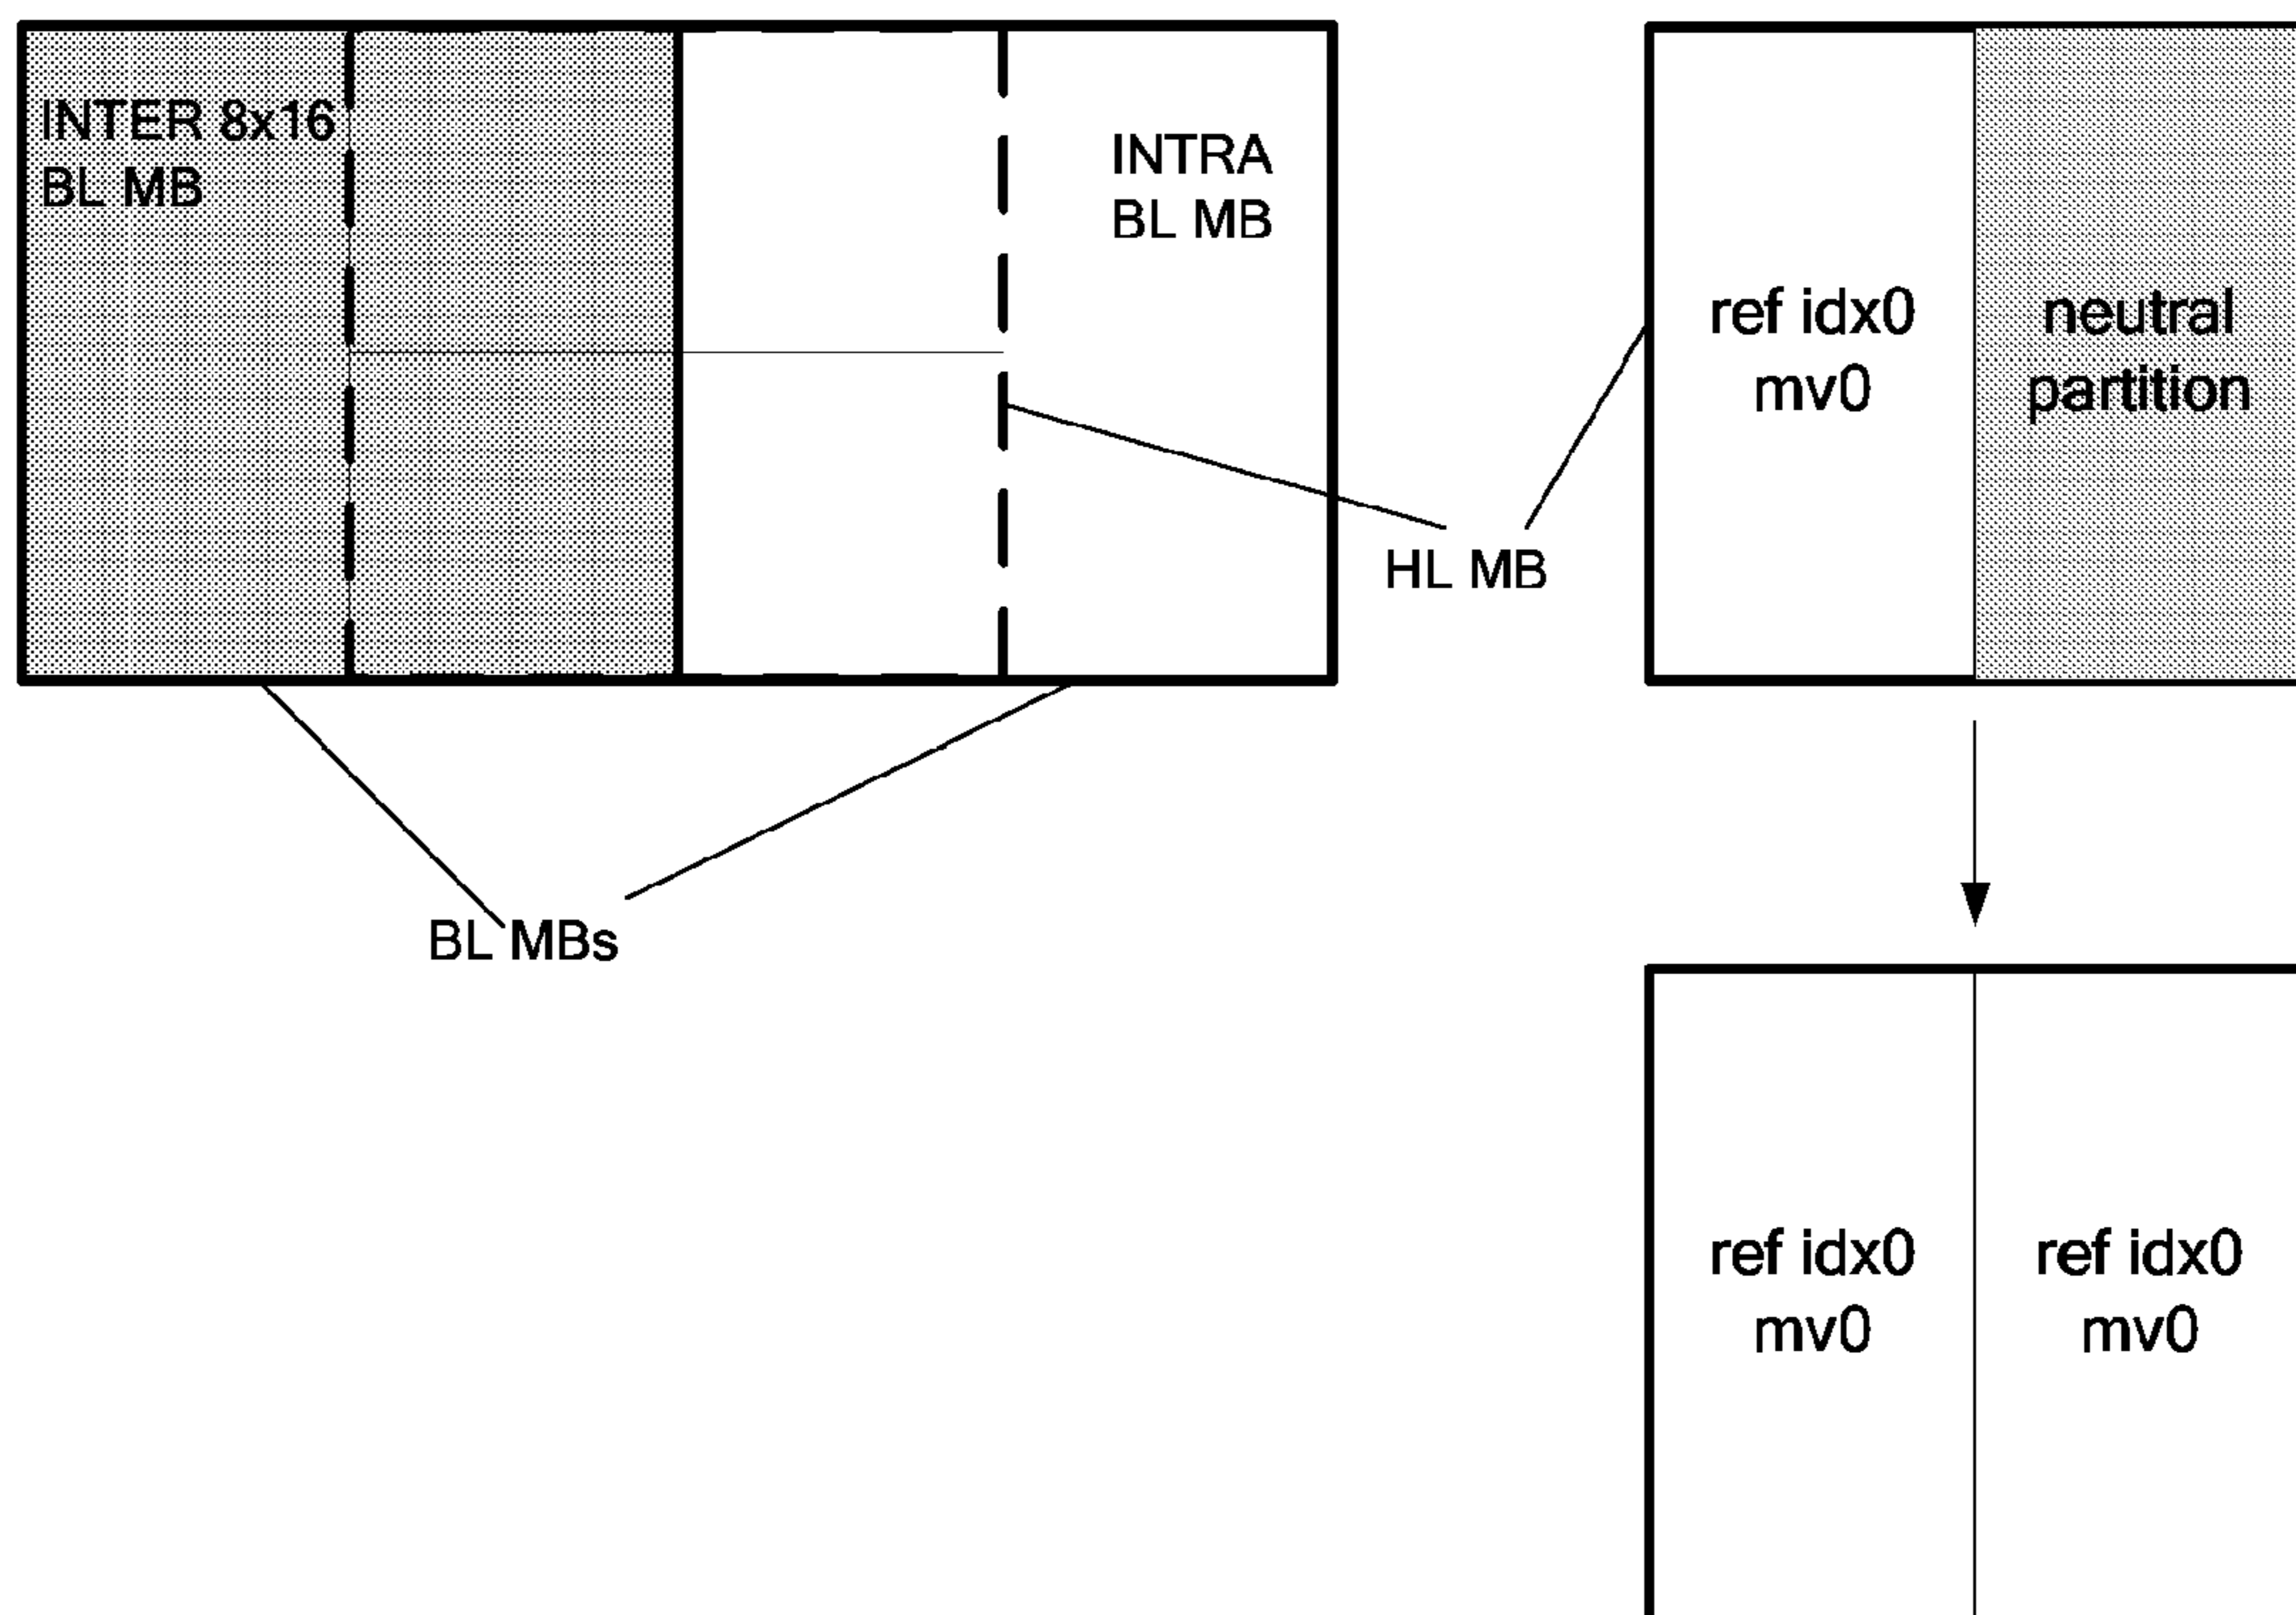 INTER 8x16
BL MB
INTRA
BL MB
ref idx0
mv0
neutral
partition
HL MB
BL MBs
ref idx0
mv0
ref idx0
mv0